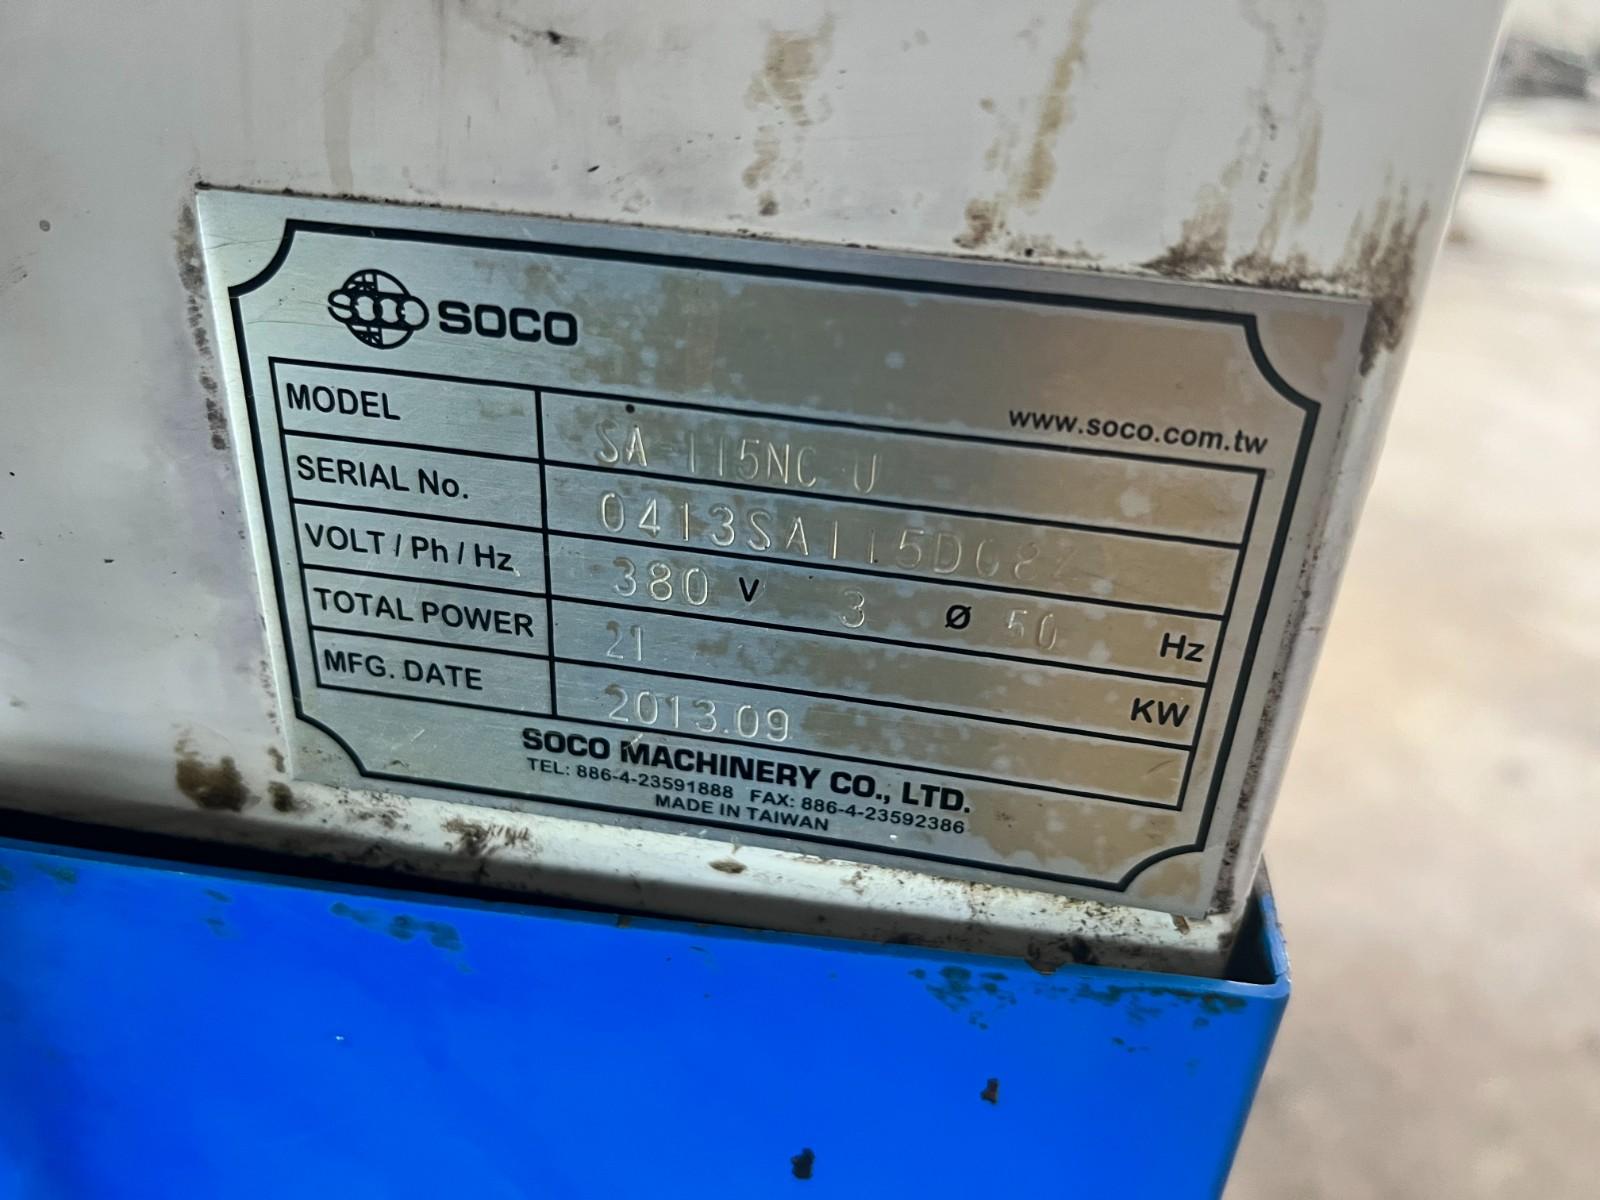 SOCO SOCO
www.soco.com.tw
MODEL SA-115NC-U
SERIAL No.
VOLT / Ph / Hz 380 V 3 Ø 50 Hz
TOTAL POWER 21 KW
MFG. DATE 2013.09
SOCO MACHINERY CO., LTD.
TEL: 886-4-23591888 FAX: 886-4-23592386
MADE IN TAIWAN